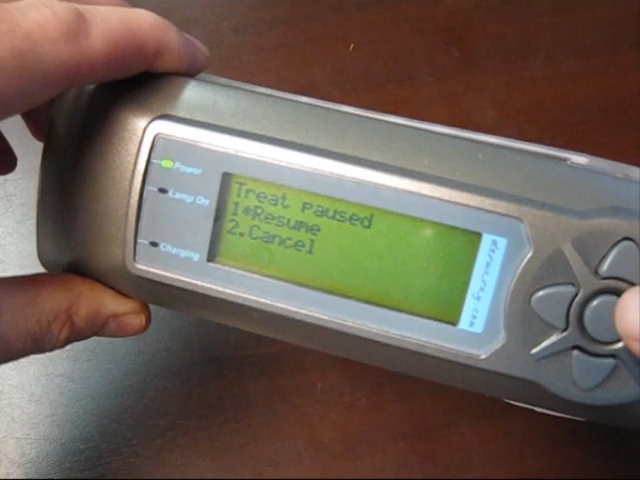 Power
Lamp On
Charging
Treat paused
1*Resume
2.Cancel